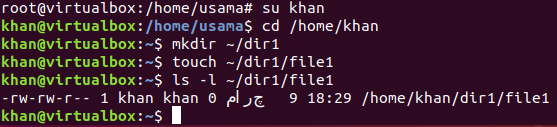 root@virtualbox:/home/usama# su khan
khan@virtualbox:/home/usama$ cd /home/khan
khan@virtualbox:~$ mkdir ~/dir1
khan@virtualbox:~$ touch ~/dir1/file1
khan@virtualbox:~$ ls -l ~/dir1/file1
-rw-rw-r-- 1 khan khan 0 مارچ   9 18:29 /home/khan/dir1/file1
khan@virtualbox:~$